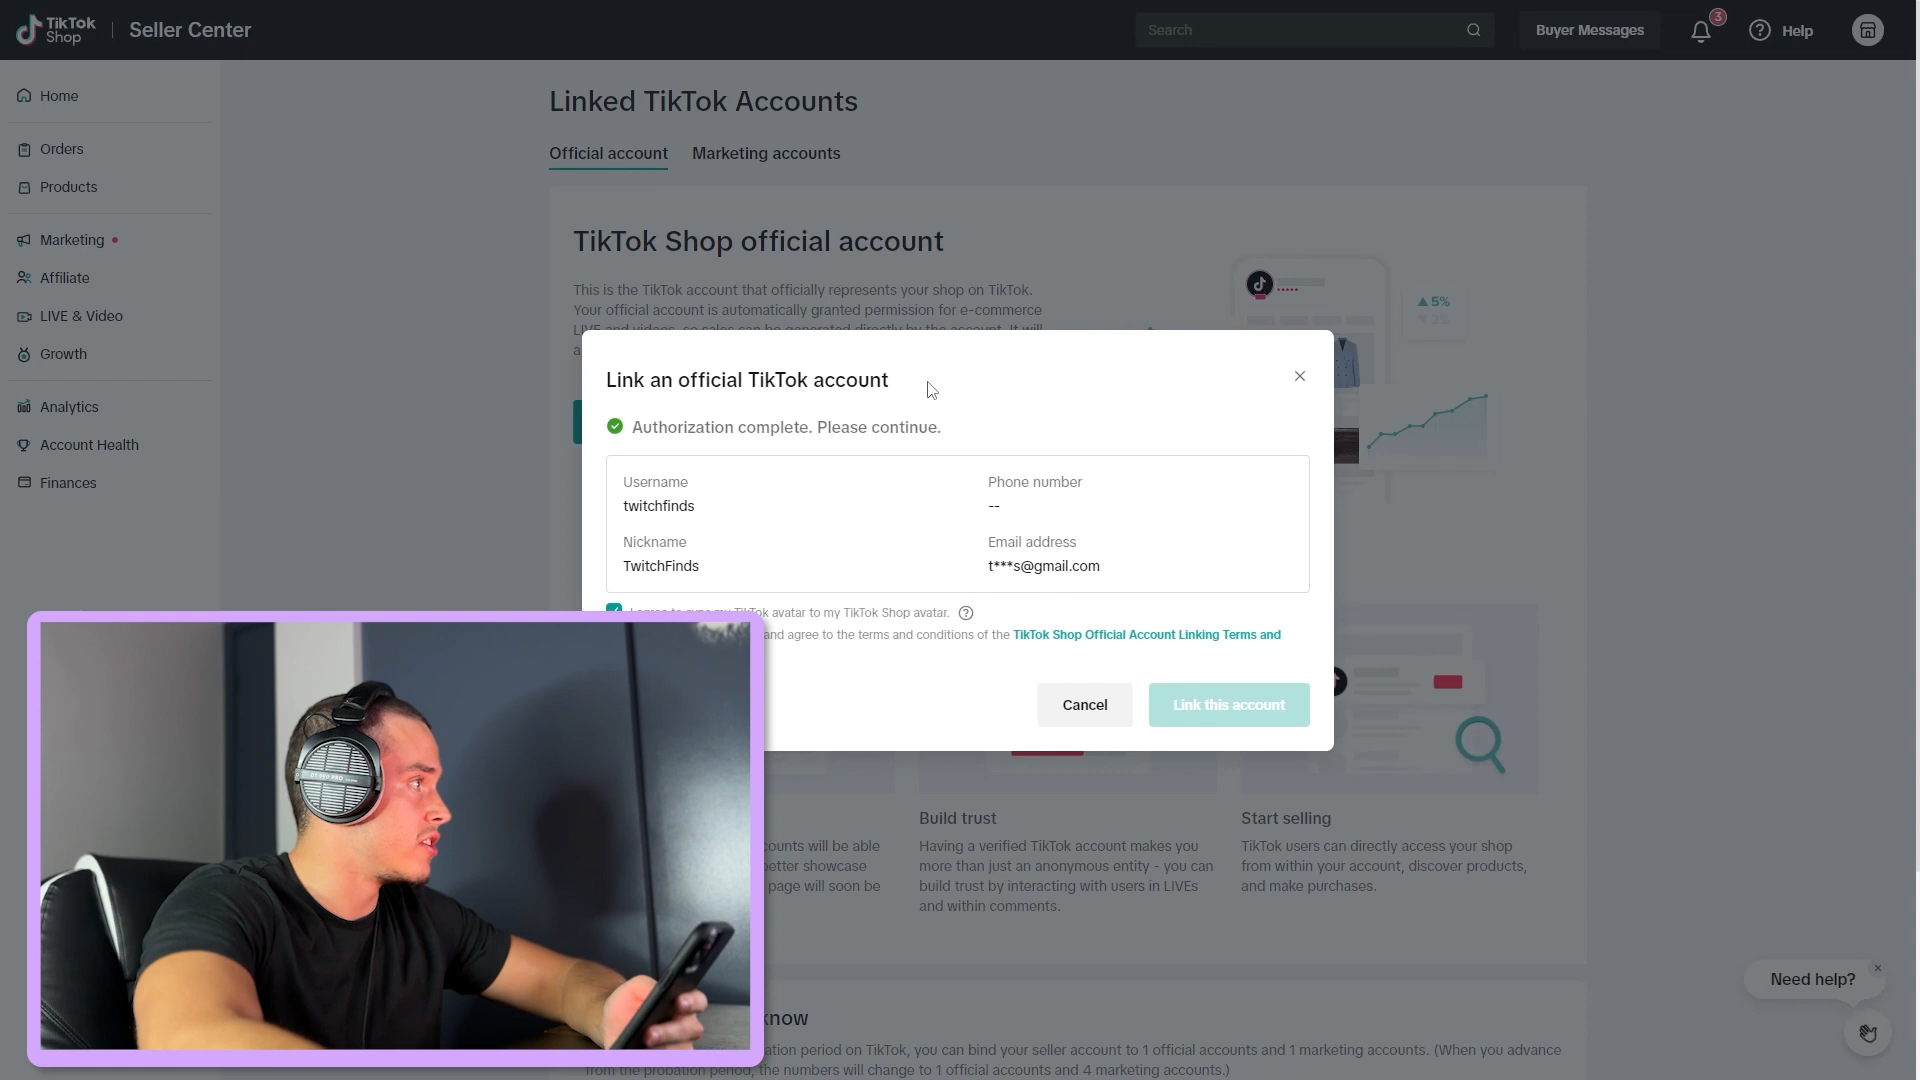 TikTok
Shop
Seller Center
Search
Buyer Messages
3
Help
Home
Orders
Products
Marketing
Affiliate
LIVE & Video
Growth
Analytics
Account Health
Finances
Linked TikTok Accounts
Official account
Marketing accounts
TikTok Shop official account
This is the TikTok account that officially represents your shop on TikTok.
Your official account is automatically granted permission for e-commerce
LIVE and videos, so sales can be generated directly by the account. It will
5%
2%
Link an official TikTok account
Authorization complete. Please continue.
Username
twitchfinds
Phone number
--
Nickname
TwitchFinds
Email address
t***s@gmail.com
I agree to sync my TikTok avatar to my TikTok Shop avatar.
and agree to the terms and conditions of the TikTok Shop Official Account Linking Terms and
Cancel
Link this account
counts will be able
better showcase
page will soon be
Build trust
Having a verified TikTok account makes you
more than just an anonymous entity - you can
build trust by interacting with users in LIVEs
and within comments.
Start selling
TikTok users can directly access your shop
from within your account, discover products,
and make purchases.
Need help?
know
ation period on TikTok, you can bind your seller account to 1 official accounts and 1 marketing accounts. (When you advance
from the probation period, the numbers will change to 1 official accounts and 4 marketing accounts.)
DT 990 PRO